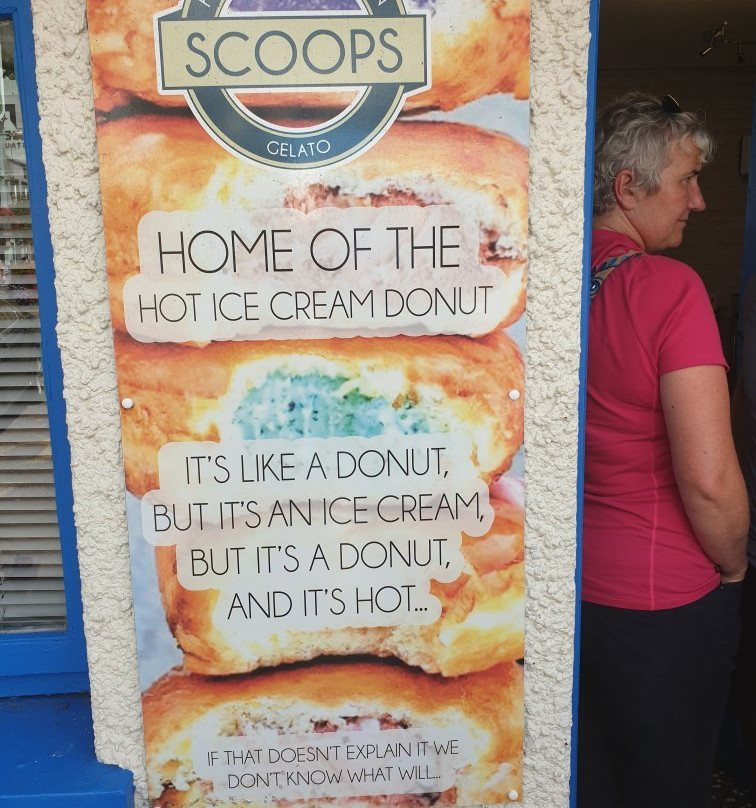 SCOOPS
GELATO
HOME OF THE
HOT ICE CREAM DONUT
IT'S LIKE A DONUT,
BUT IT'S AN ICE CREAM,
BUT IT'S A DONUT,
AND IT'S HOT...
IF THAT DOESN'T EXPLAIN IT WE
DON'T KNOW WHAT WILL...